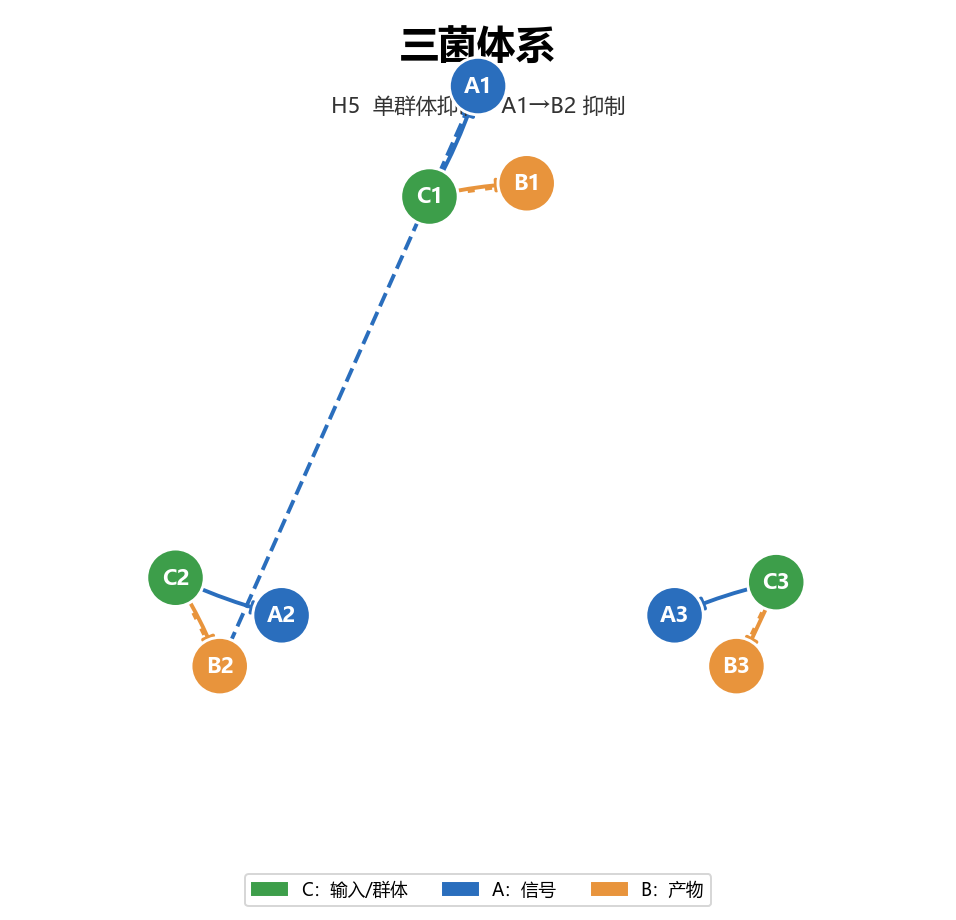 三菌体系
A1
H5 单群体抑 A1→B2 抑制
C1
B1
C2
A2
B2
C3
A3
B3
C: 输入/群体 A: 信号 B: 产物